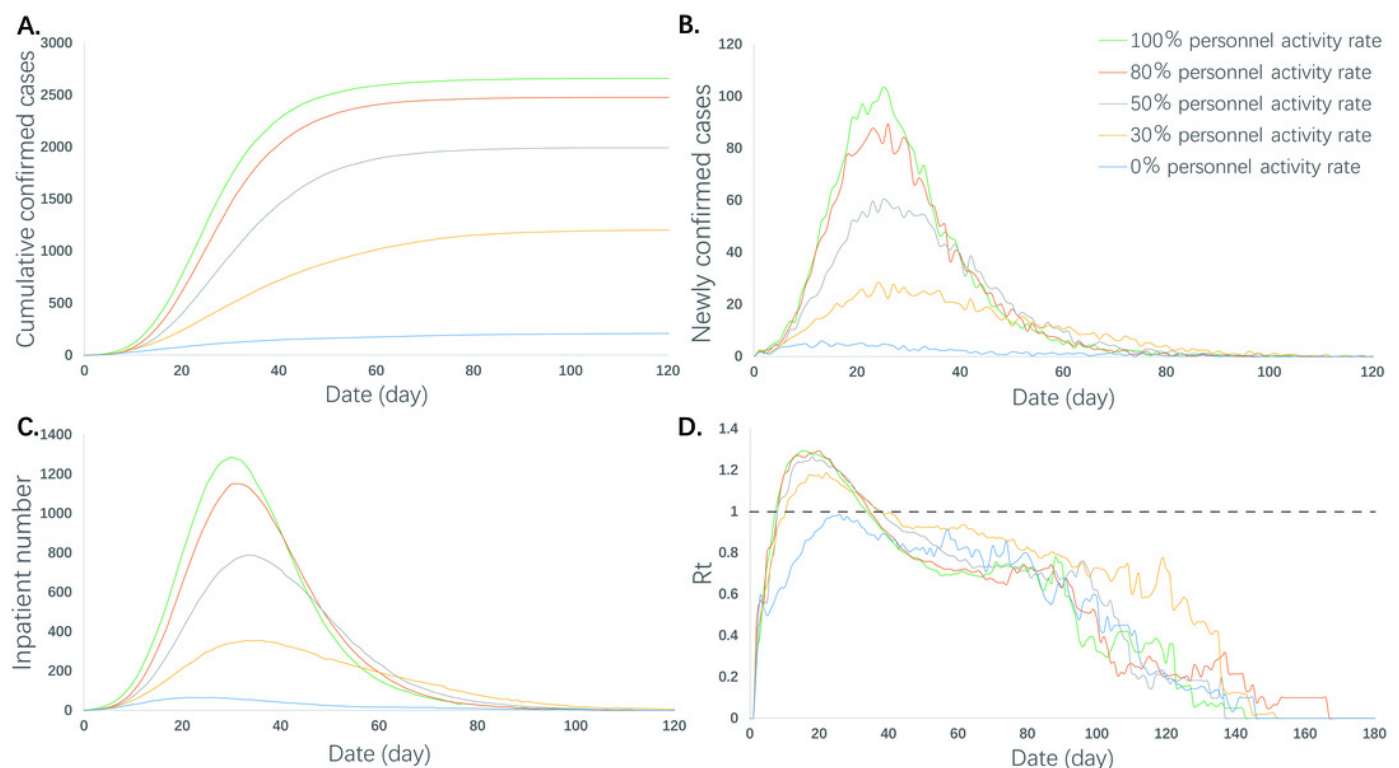 A.
3000
2500
2000
1500
1000
500
0
0 20 40 60 80 100 120
Cumulative confirmed cases
Date (day)
B.
120
100
80
60
40
20
0
0 20 40 60 80 100 120
Newly confirmed cases
Date (day)
100% personnel activity rate
80% personnel activity rate
50% personnel activity rate
30% personnel activity rate
0% personnel activity rate
C.
1400
1200
1000
800
600
400
200
0
0 20 40 60 80 100 120
Inpatient number
Date (day)
D.
1.4
1.2
1
0.8
0.6
0.4
0.2
0
0 20 40 60 80 100 120 140 160 180
Rt
Date (day)